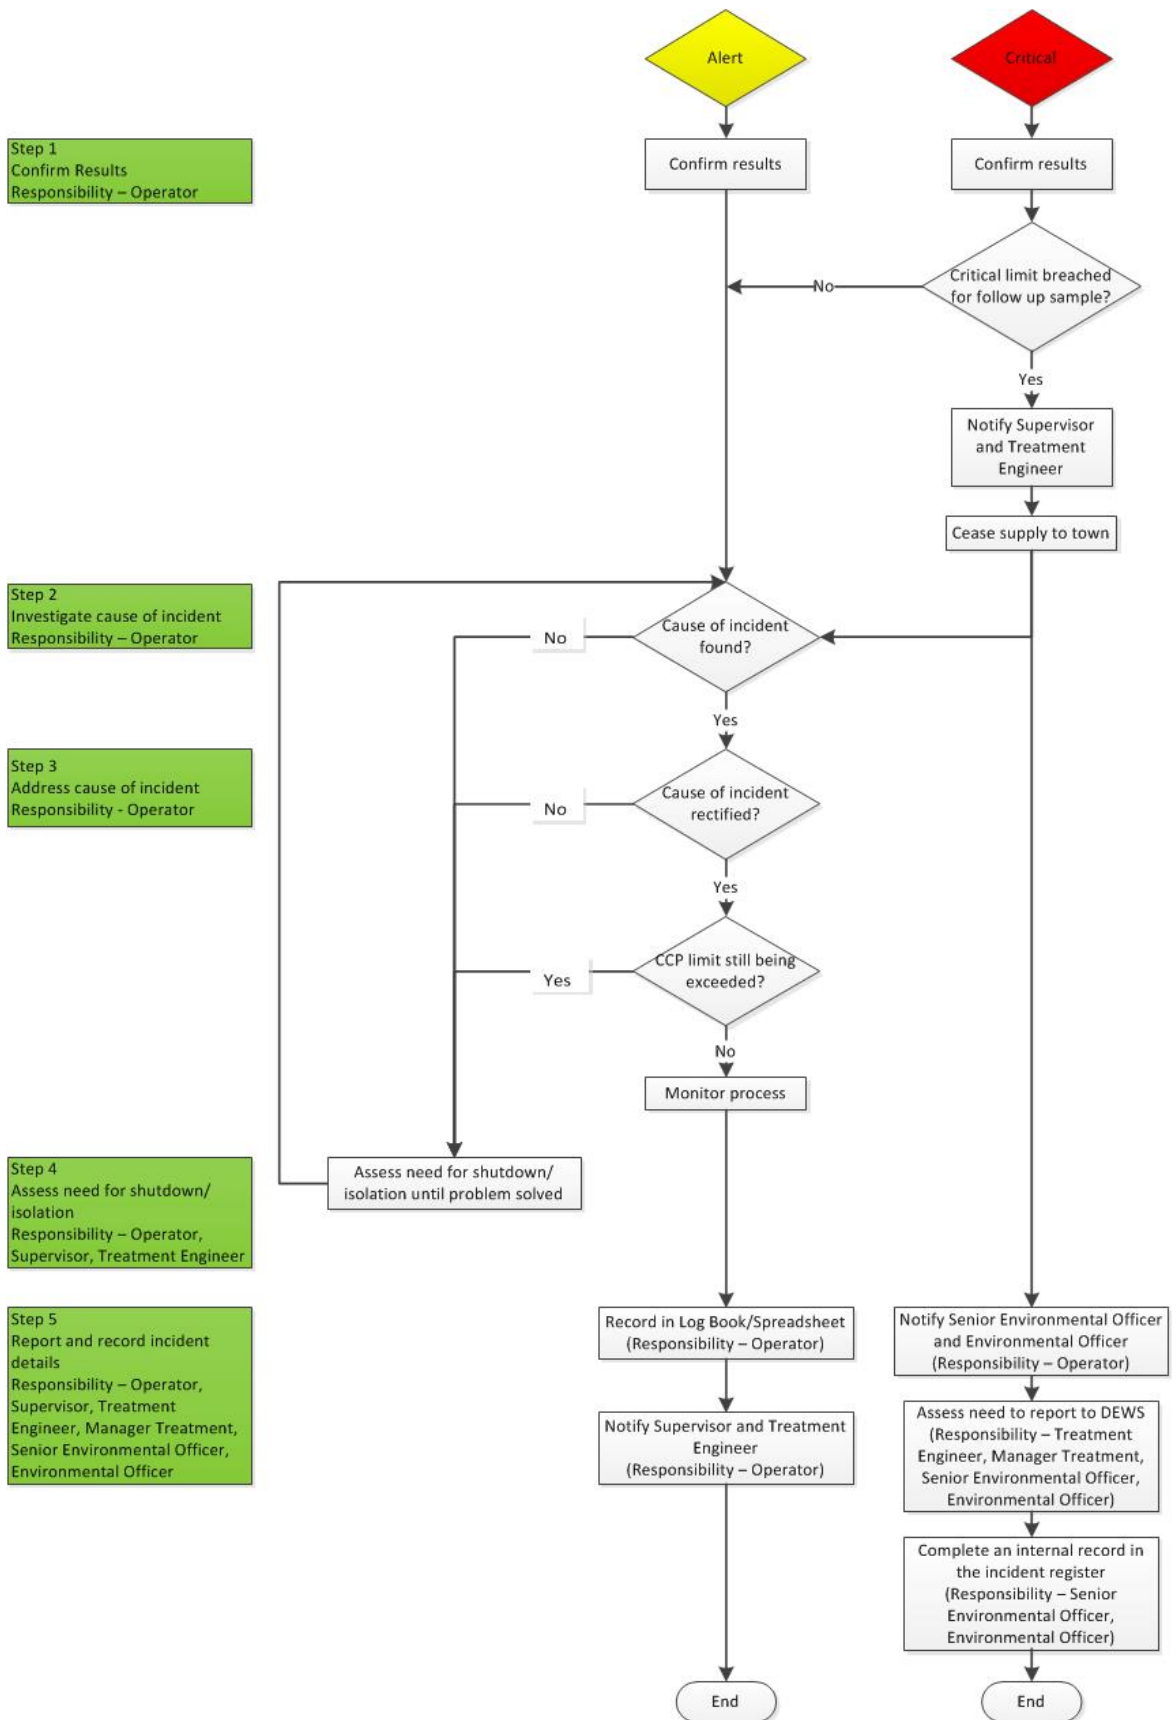 Alert
Critical
Step 1
Confirm Results
Responsibility – Operator
Confirm results
Confirm results
Critical limit breached
for follow up sample?
No
Yes
Notify Supervisor
and Treatment
Engineer
Cease supply to town
Step 2
Investigate cause of incident
Responsibility – Operator
Cause of incident
found?
No
Yes
Step 3
Address cause of incident
Responsibility - Operator
Cause of incident
rectified?
No
Yes
CCP limit still being
exceeded?
Yes
No
Monitor process
Step 4
Assess need for shutdown/
isolation
Responsibility – Operator,
Supervisor, Treatment Engineer
Assess need for shutdown/
isolation until problem solved
Step 5
Report and record incident
details
Responsibility – Operator,
Supervisor, Treatment
Engineer, Manager Treatment,
Senior Environmental Officer,
Environmental Officer
Record in Log Book/Spreadsheet
(Responsibility – Operator)
Notify Supervisor and Treatment
Engineer
(Responsibility – Operator)
Notify Senior Environmental Officer
and Environmental Officer
(Responsibility – Operator)
Assess need to report to DEWS
(Responsibility – Treatment
Engineer, Manager Treatment,
Senior Environmental Officer,
Environmental Officer)
Complete an internal record in
the incident register
(Responsibility – Senior
Environmental Officer,
Environmental Officer)
End
End